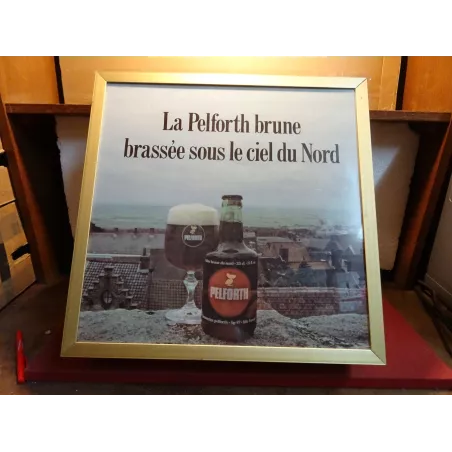 La Pelforth brune
brassée sous le ciel du Nord
PELFORTH
PELFORTH